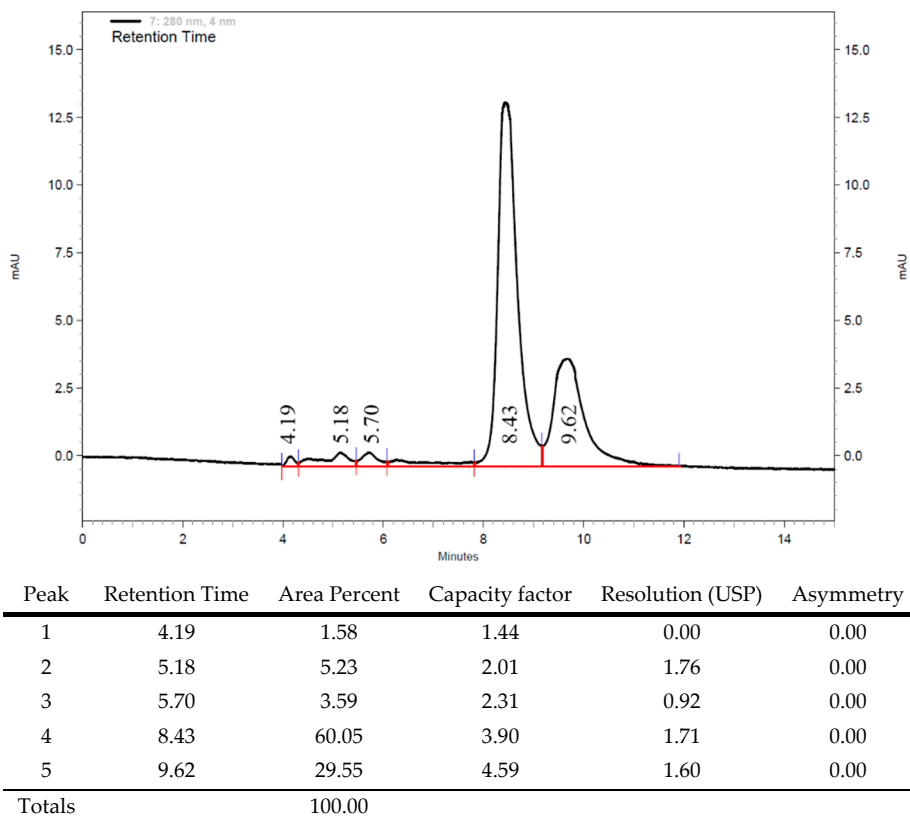 7: 280 nm, 4 nm
Retention Time
15.0 15.0
12.5 12.5
10.0 10.0
7.5 7.5
mAU mAU
5.0 5.0
2.5 2.5
4.19 5.18 5.70 8.43 9.62
0.0 0.0
0 2 4 6 8 10 12 14
Minutes
Peak Retention Time Area Percent Capacity factor Resolution (USP) Asymmetry
1 4.19 1.58 1.44 0.00 0.00
2 5.18 5.23 2.01 1.76 0.00
3 5.70 3.59 2.31 0.92 0.00
4 8.43 60.05 3.90 1.71 0.00
5 9.62 29.55 4.59 1.60 0.00
Totals 100.00